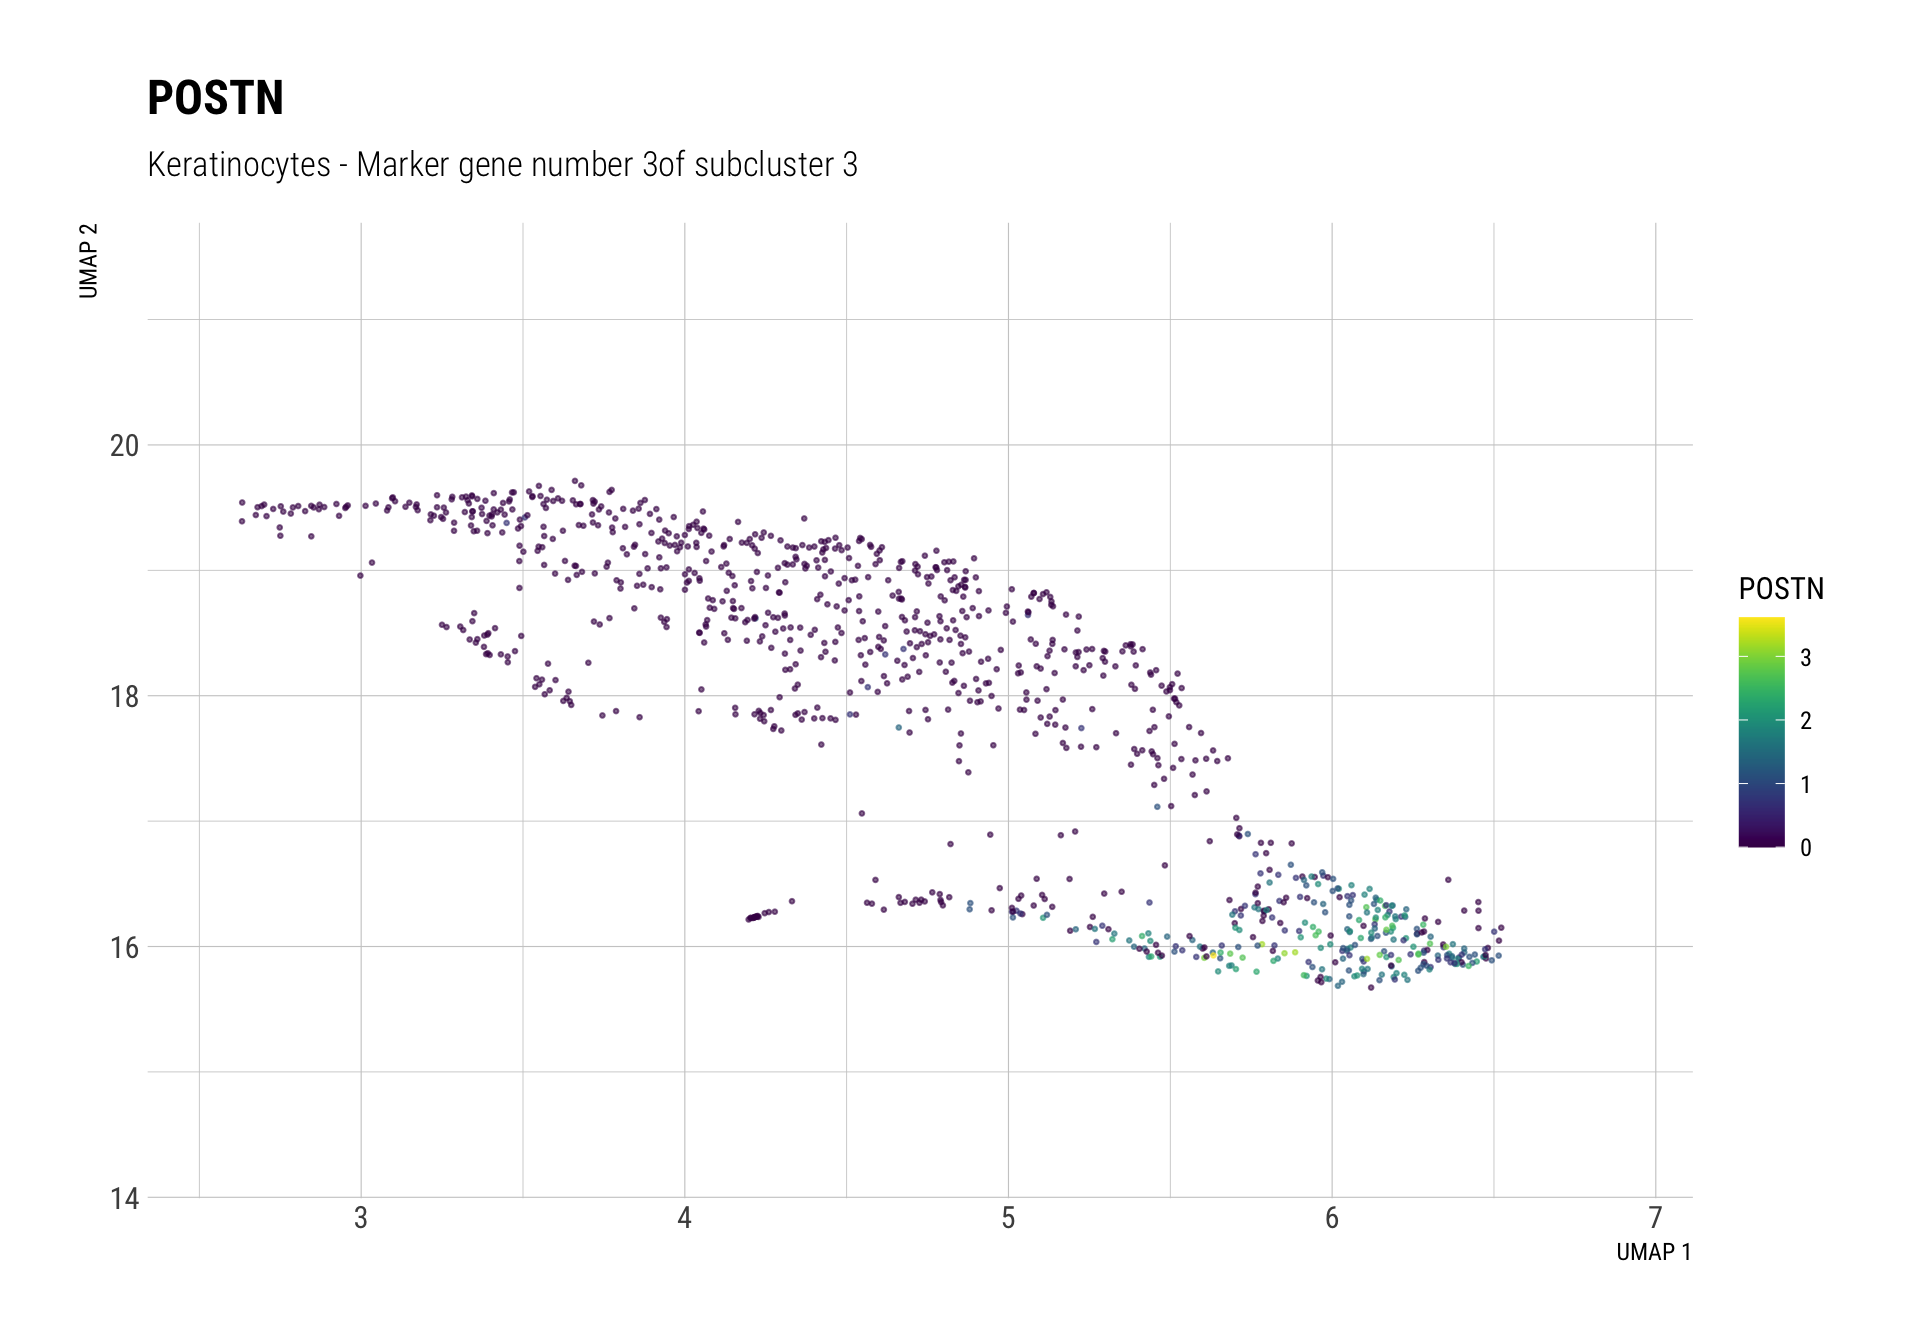 POSTN
Keratinocytes - Marker gene number 3of subcluster 3
UMAP 2
20
18
16
14
3
4
5
6
7
UMAP 1
POSTN
3
2
1
0